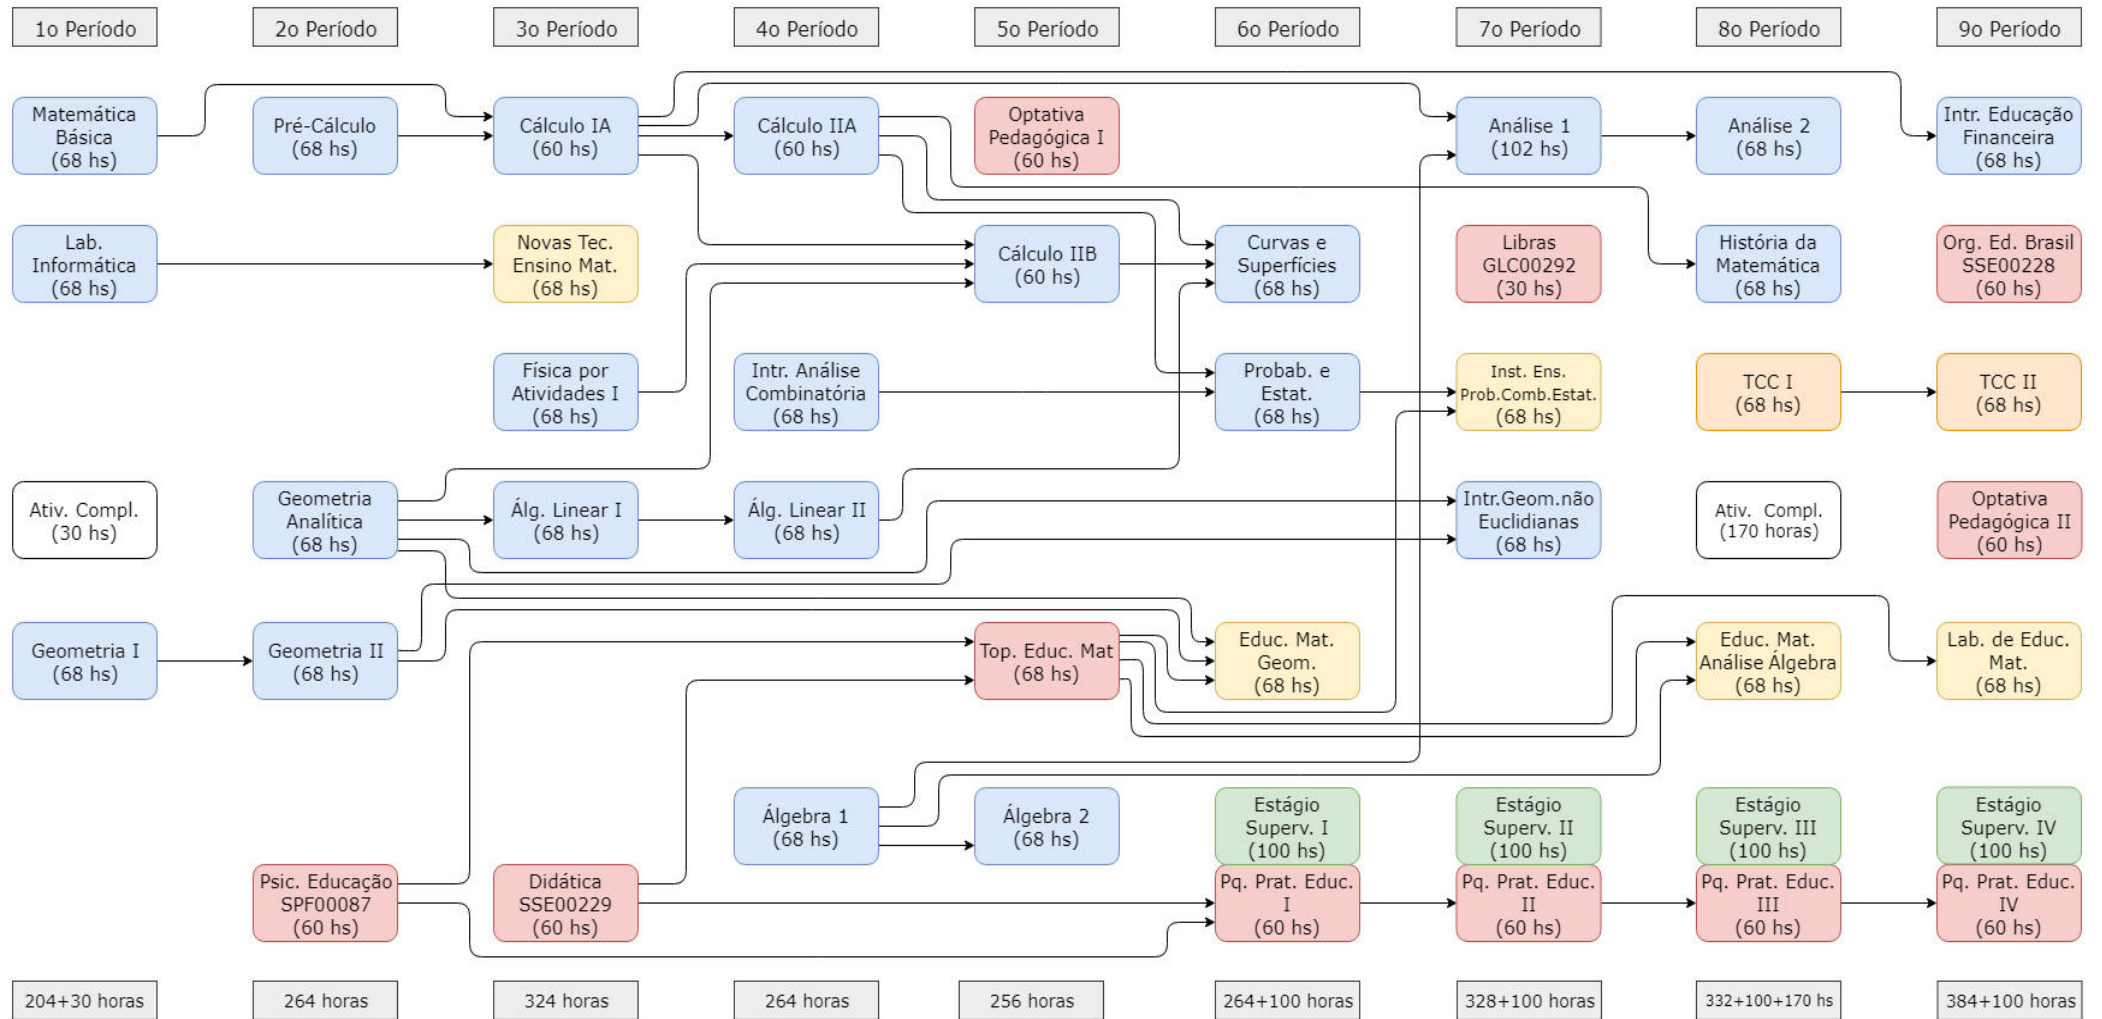 1o Período
2o Período
3o Período
4o Período
5o Período
6o Período
7o Período
8o Período
9o Período
Matemática
Básica
(68 hs)
Pré-Cálculo
(68 hs)
Cálculo IA
(60 hs)
Cálculo IIA
(60 hs)
Optativa
Pedagógica I
(60 hs)
Análise 1
(102 hs)
Análise 2
(68 hs)
Intr. Educação
Financeira
(68 hs)
Lab.
Informática
(68 hs)
Novas Tec.
Ensino Mat.
(68 hs)
Cálculo IIB
(60 hs)
Curvas e
Superfícies
(68 hs)
Libras
GLC00292
(30 hs)
História da
Matemática
(68 hs)
Org. Ed. Brasil
SSE00228
(60 hs)
Física por
Atividades I
(68 hs)
Intr. Análise
Combinatória
(68 hs)
Probab. e
Estat.
(68 hs)
Inst. Ens.
Prob.Comb.Estat.
(68 hs)
TCC I
(68 hs)
TCC II
(68 hs)
Ativ. Compl.
(30 hs)
Geometria
Analítica
(68 hs)
Álg. Linear I
(68 hs)
Álg. Linear II
(68 hs)
Intr.Geom.não
Euclidianas
(68 hs)
Ativ. Compl.
(170 horas)
Optativa
Pedagógica II
(60 hs)
Geometria I
(68 hs)
Geometria II
(68 hs)
Top. Educ. Mat
(68 hs)
Educ. Mat.
Geom.
(68 hs)
Educ. Mat.
Análise Álgebra
(68 hs)
Lab. de Educ.
Mat.
(68 hs)
Álgebra 1
(68 hs)
Álgebra 2
(68 hs)
Estágio
Superv. I
(100 hs)
Estágio
Superv. II
(100 hs)
Estágio
Superv. III
(100 hs)
Estágio
Superv. IV
(100 hs)
Psic. Educação
SPF00087
(60 hs)
Didática
SSE00229
(60 hs)
Pq. Prat. Educ.
I
(60 hs)
Pq. Prat. Educ.
II
(60 hs)
Pq. Prat. Educ.
III
(60 hs)
Pq. Prat. Educ.
IV
(60 hs)
204+30 horas
264 horas
324 horas
264 horas
256 horas
264+100 horas
328+100 horas
332+100+170 hs
384+100 horas